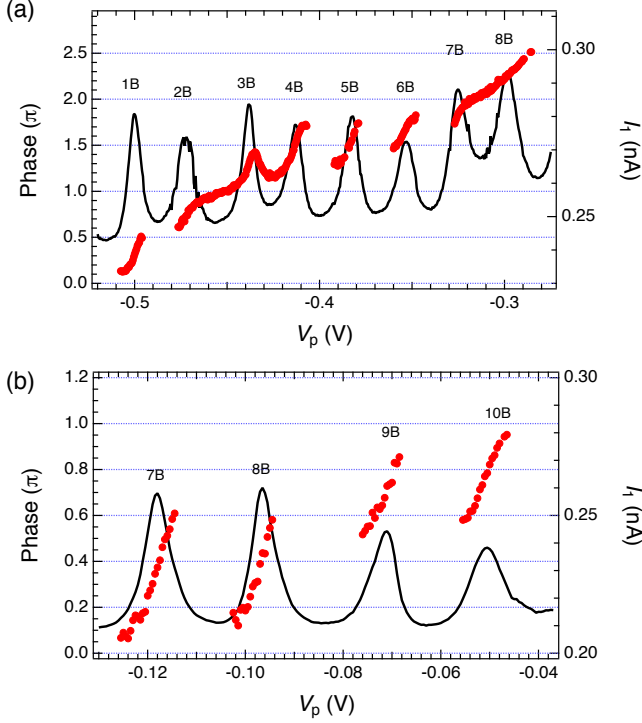 (a)
2.5
2.0
1.5
1.0
0.5
0.0
Phase (π)
1B
2B
3B
4B
5B
6B
7B
8B
0.30
0.25
I1 (nA)
-0.5
-0.4
-0.3
Vp (V)
(b)
1.2
1.0
0.8
0.6
0.4
0.2
0.0
Phase (π)
7B
8B
9B
10B
0.30
0.25
0.20
I1 (nA)
-0.12
-0.10
-0.08
-0.06
-0.04
Vp (V)